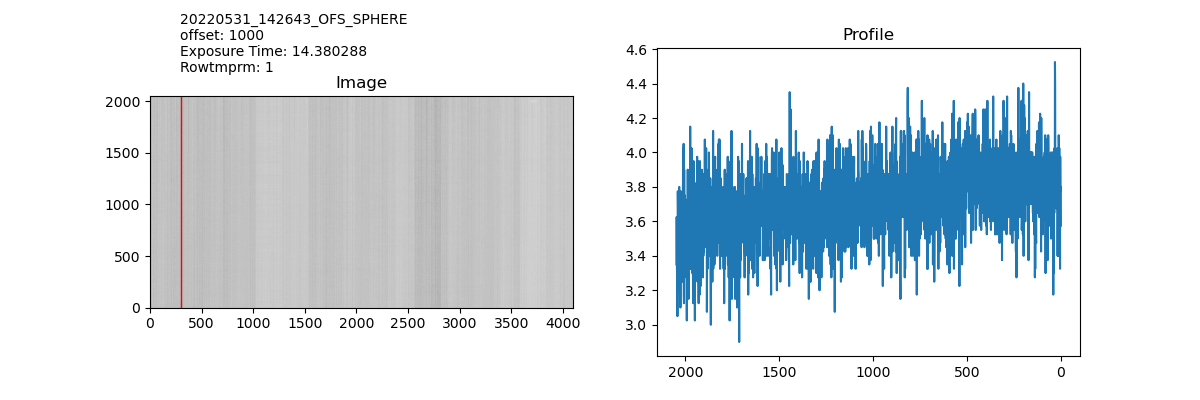 20220531_142643_OFS_SPHERE
offset: 1000
Exposure Time: 14.380288
Rowtmprm: 1
Image
2000
1500
1000
500
0
0 500 1000 1500 2000 2500 3000 3500 4000
Profile
4.6
4.4
4.2
4.0
3.8
3.6
3.4
3.2
3.0
2000 1500 1000 500 0